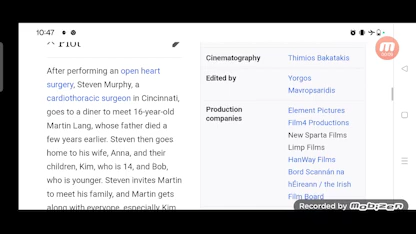 10:47
Plot
After performing an open heart
surgery, Steven Murphy, a
cardiothoracic surgeon in Cincinnati,
goes to a diner to meet 16-year-old
Martin Lang, whose father died a
few years earlier. Steven then goes
home to his wife, Anna, and their
children, Kim, who is 14, and Bob,
who is younger. Steven invites Martin
to meet his family, and Martin gets
along with everyone, especially Kim
Cinematography Thimios Bakatakis
Edited by Yorgos
Mavropsaridis
Production Element Pictures
companies Film4 Productions
New Sparta Films
Limp Films
HanWay Films
Bord Scannán na
hÉireann / the Irish
Film Board
Recorded by mobizen